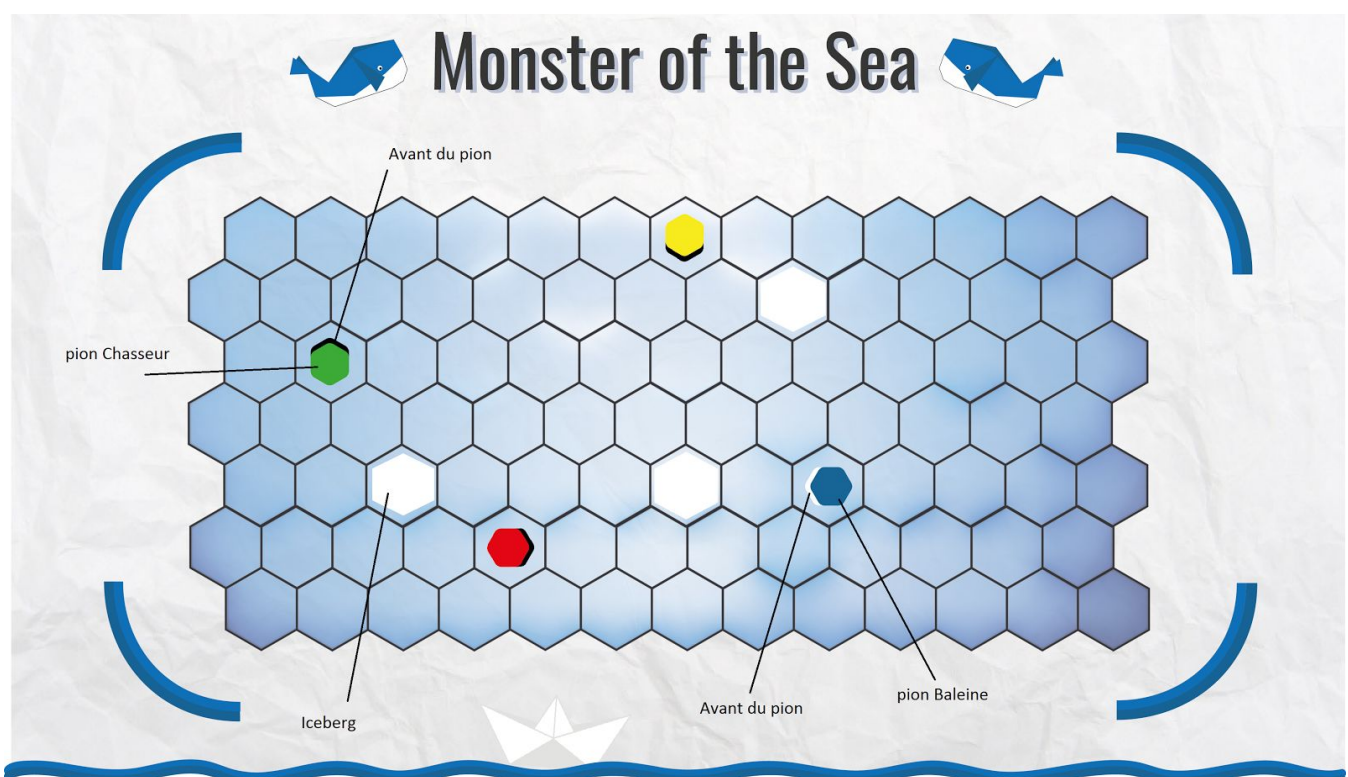 Monster of the Sea
Avant du pion
pion Chasseur
pion Baleine
Avant du pion
Iceberg